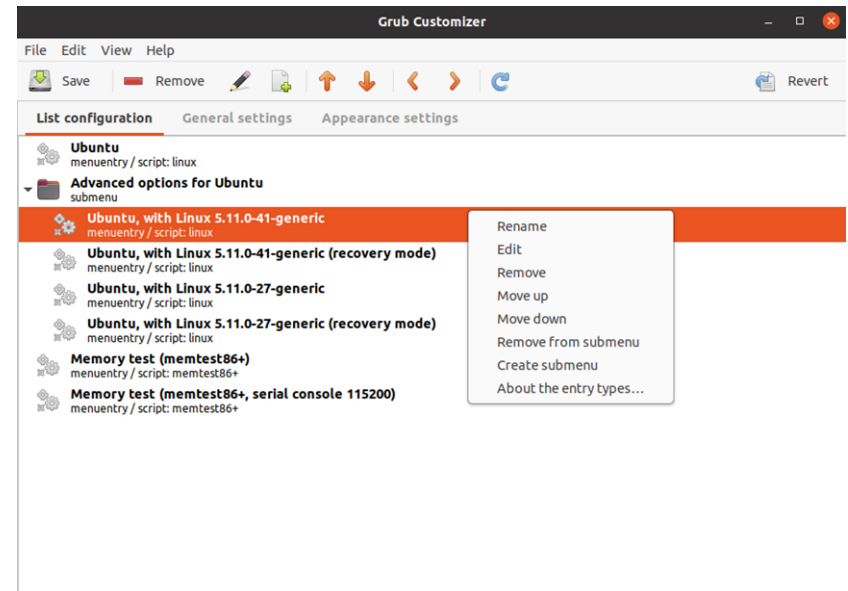 Grub Customizer
File Edit View Help
Save Remove Revert
List configuration General settings Appearance settings
Ubuntu
menuentry / script: linux
Advanced options for Ubuntu
submenu
Ubuntu, with Linux 5.11.0-41-generic
menuentry / script: linux
Ubuntu, with Linux 5.11.0-41-generic (recovery mode)
menuentry / script: linux
Ubuntu, with Linux 5.11.0-27-generic
menuentry / script: linux
Ubuntu, with Linux 5.11.0-27-generic (recovery mode)
menuentry / script: linux
Memory test (memtest86+)
menuentry / script: memtest86+
Memory test (memtest86+, serial console 115200)
menuentry / script: memtest86+
Rename
Edit
Remove
Move up
Move down
Remove from submenu
Create submenu
About the entry types...